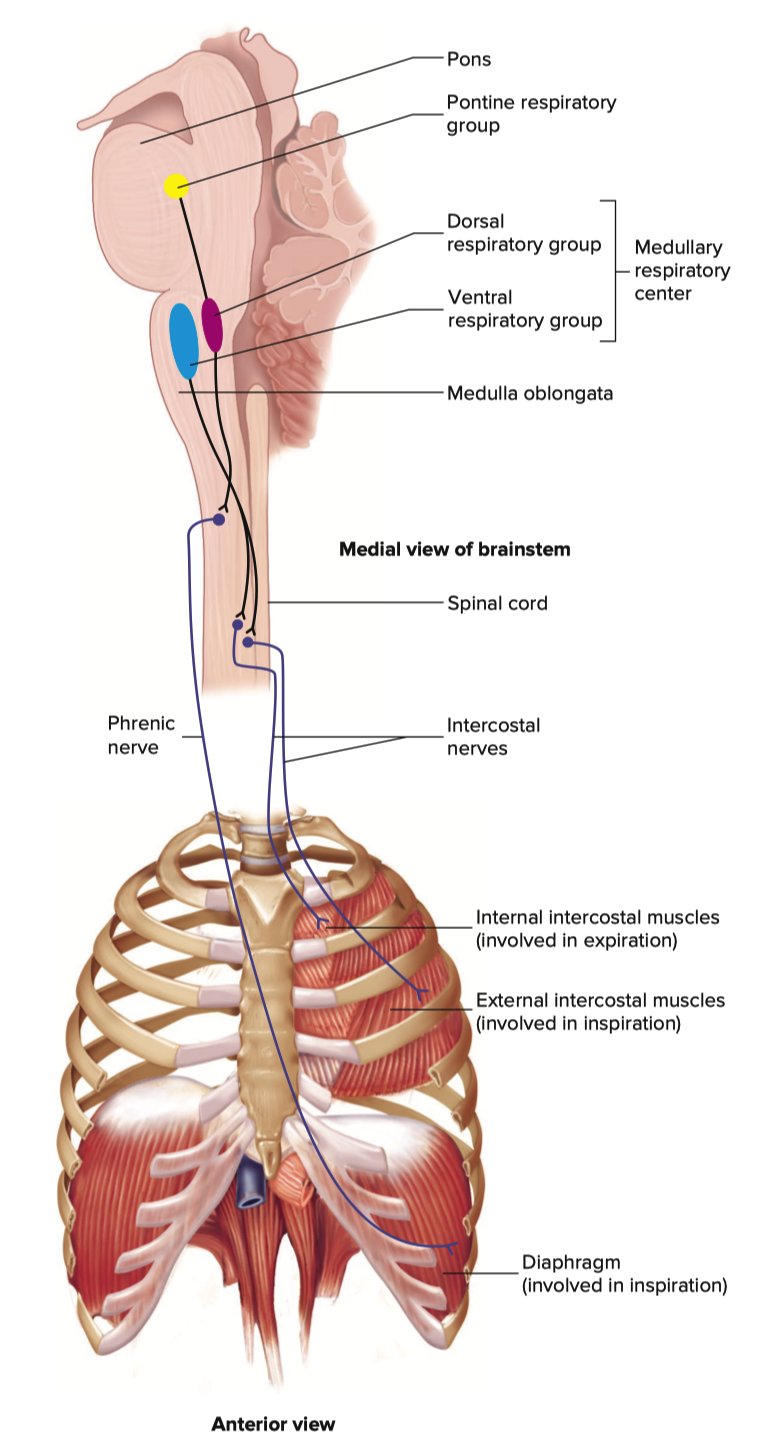 Pons
Pontine respiratory
group
Dorsal
respiratory group
Medullary
respiratory
center
Ventral
respiratory group
Medulla oblongata
Medial view of brainstem
Spinal cord
Phrenic
nerve
Intercostal
nerves
Internal intercostal muscles
(involved in expiration)
External intercostal muscles
(involved in inspiration)
Diaphragm
(involved in inspiration)
Anterior view